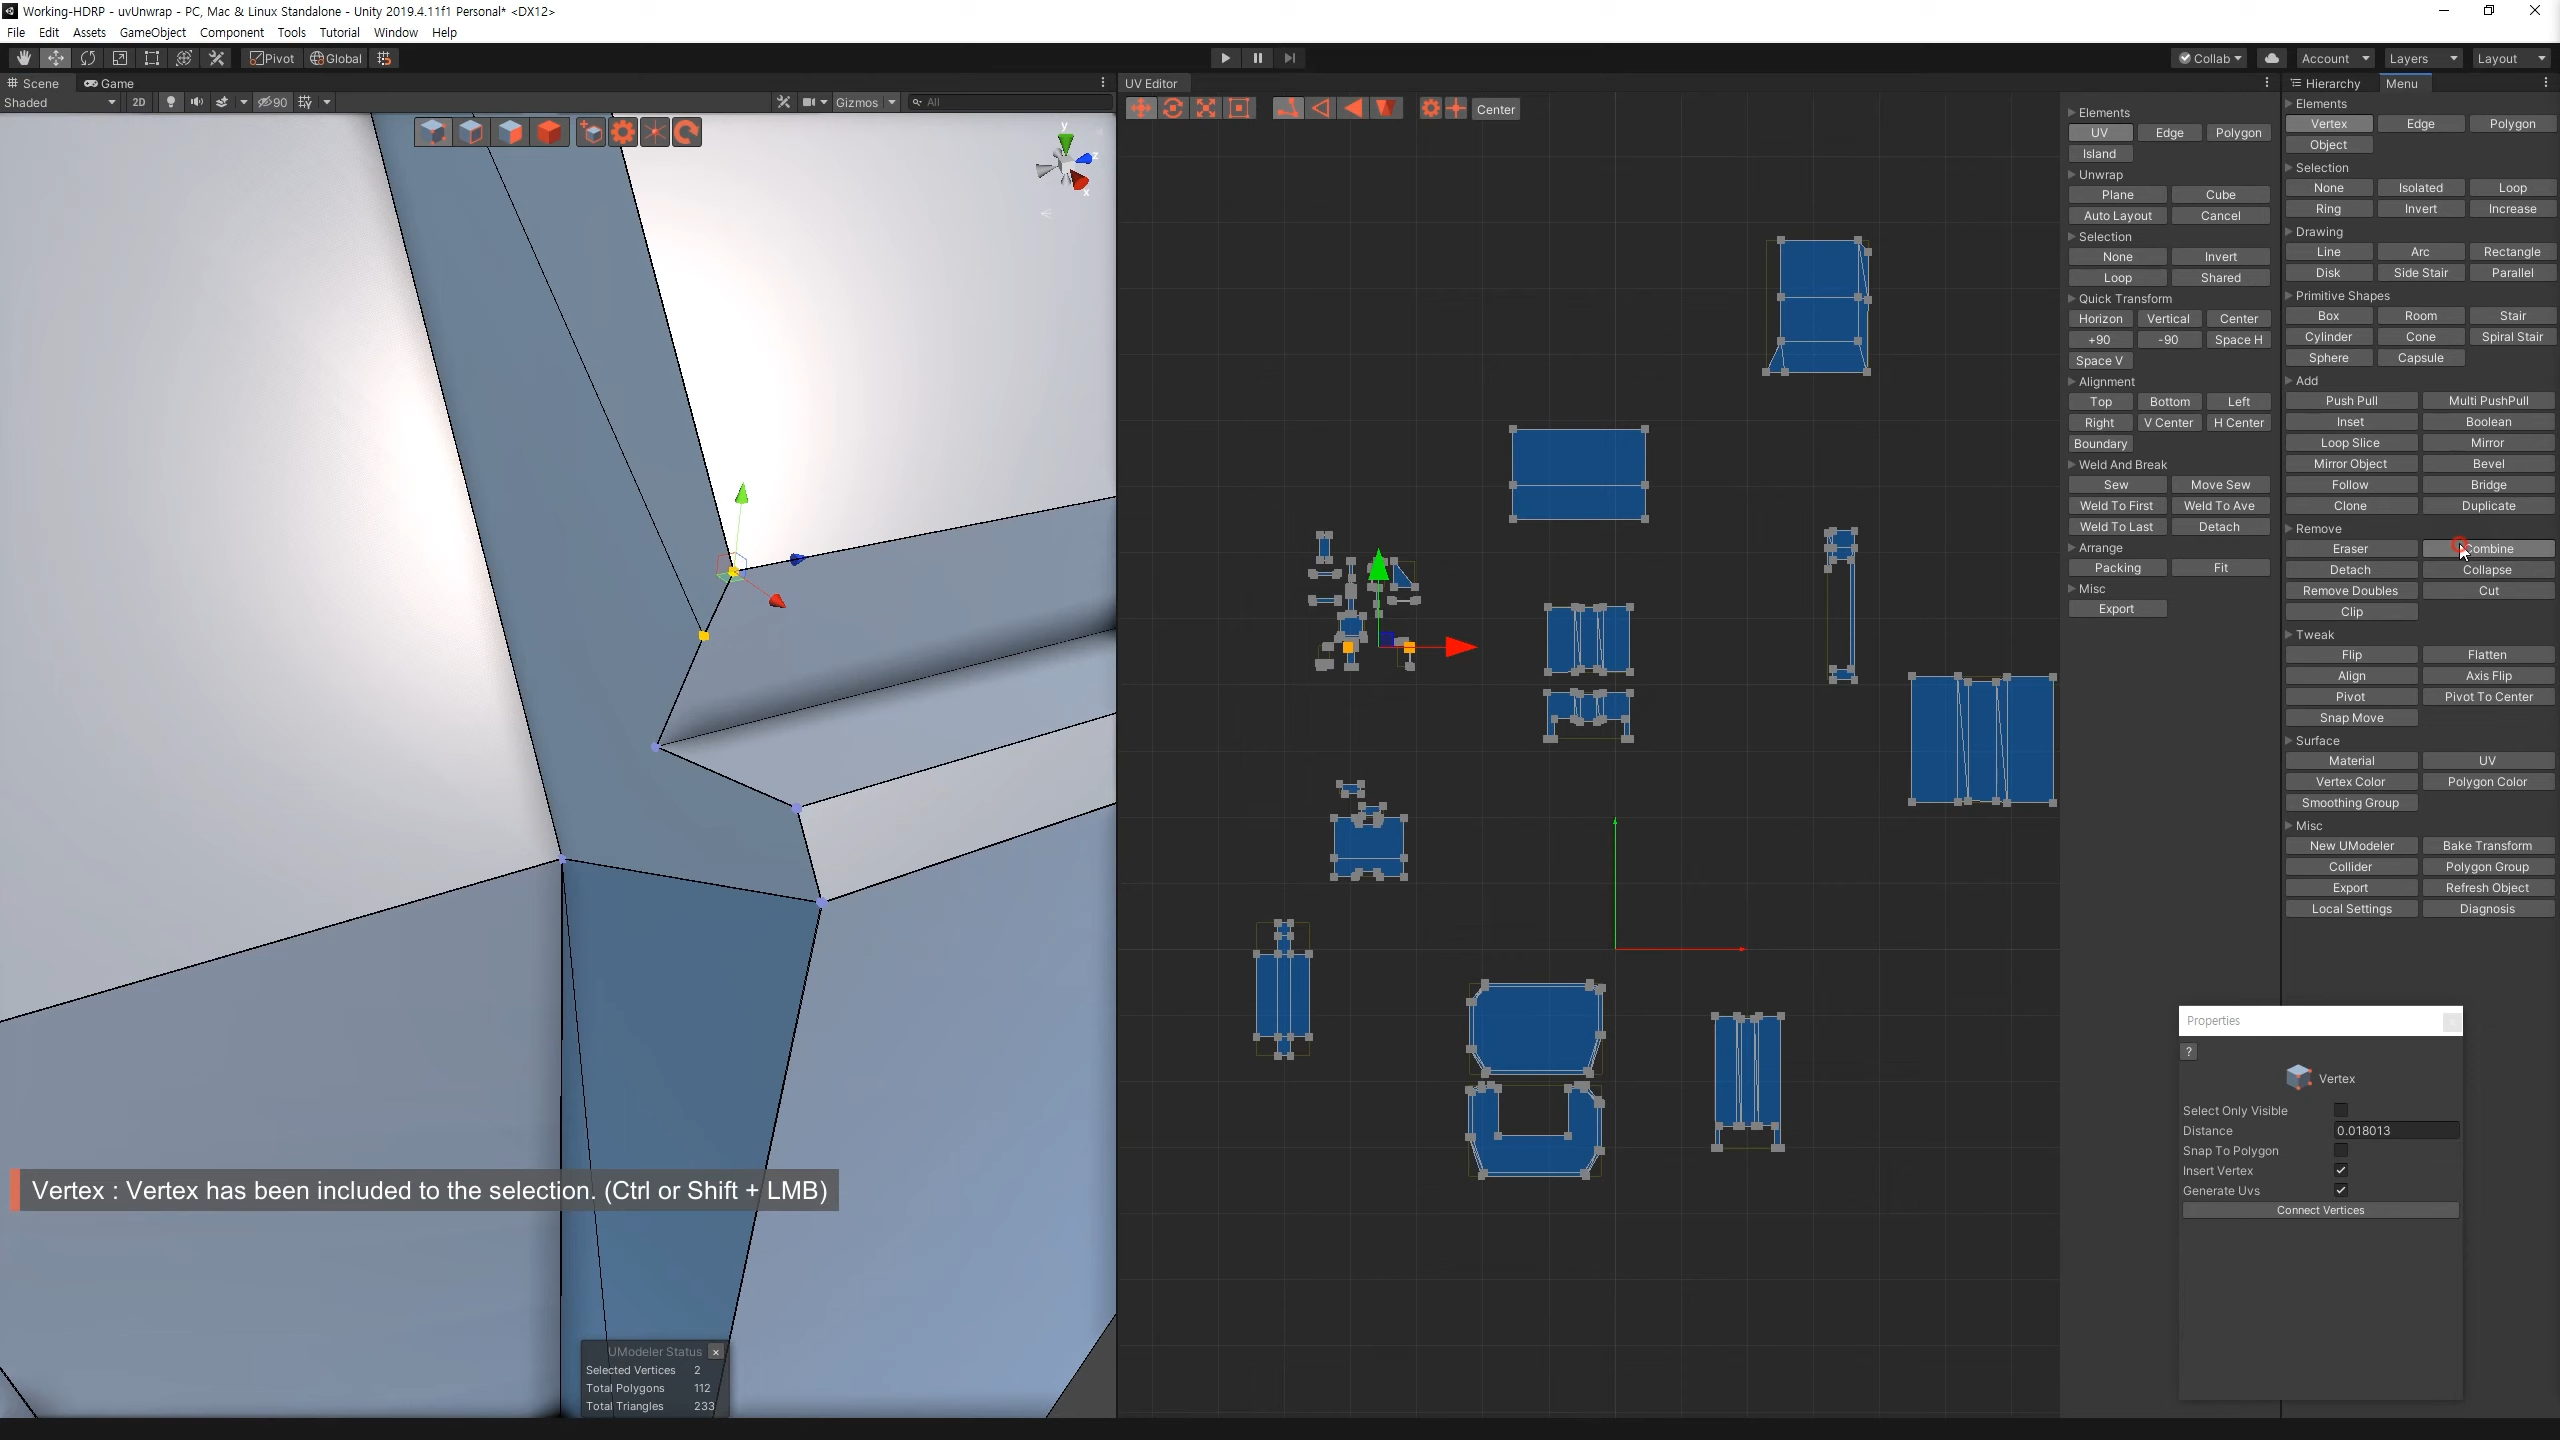 Working-HDRP - uvUnwrap - PC, Mac & Linux Standalone - Unity 2019.4.11f1 Personal* <DX12>
File Edit Assets GameObject Component Tools Tutorial Window Help
Pivot Global Collab Account Layers Layout
Scene Game UV Editor Hierarchy Menu
Shaded 2D 90 Gizmos All
Center
y
z
x
Elements
UV Edge Polygon
Island
Unwrap
Plane Cube
Auto Layout Cancel
Selection
None Invert
Loop Shared
Quick Transform
Horizon Vertical Center
+90 -90 Space H
Space V
Alignment
Top Bottom Left
Right V Center H Center
Boundary
Weld And Break
Sew Move Sew
Weld To First Weld To Ave
Weld To Last Detach
Arrange
Packing Fit
Misc
Export
Elements
Vertex Edge Polygon
Object
Selection
None Isolated Loop
Ring Invert Increase
Drawing
Line Arc Rectangle
Disk Side Stair Parallel
Primitive Shapes
Box Room Stair
Cylinder Cone Spiral Stair
Sphere Capsule
Add
Push Pull Multi PushPull
Inset Boolean
Loop Slice Mirror
Mirror Object Bevel
Follow Bridge
Clone Duplicate
Remove
Eraser Combine
Detach Collapse
Remove Doubles Cut
Clip
Tweak
Flip Flatten
Align Axis Flip
Pivot Pivot To Center
Snap Move
Surface
Material UV
Vertex Color Polygon Color
Smoothing Group
Misc
New UModeler Bake Transform
Collider Polygon Group
Export Refresh Object
Local Settings Diagnosis
Properties
?
Vertex
Select Only Visible
Distance 0.018013
Snap To Polygon
Insert Vertex
Generate Uvs
Connect Vertices
Vertex : Vertex has been included to the selection. (Ctrl or Shift + LMB)
UModeler Status
Selected Vertices 2
Total Polygons 112
Total Triangles 233